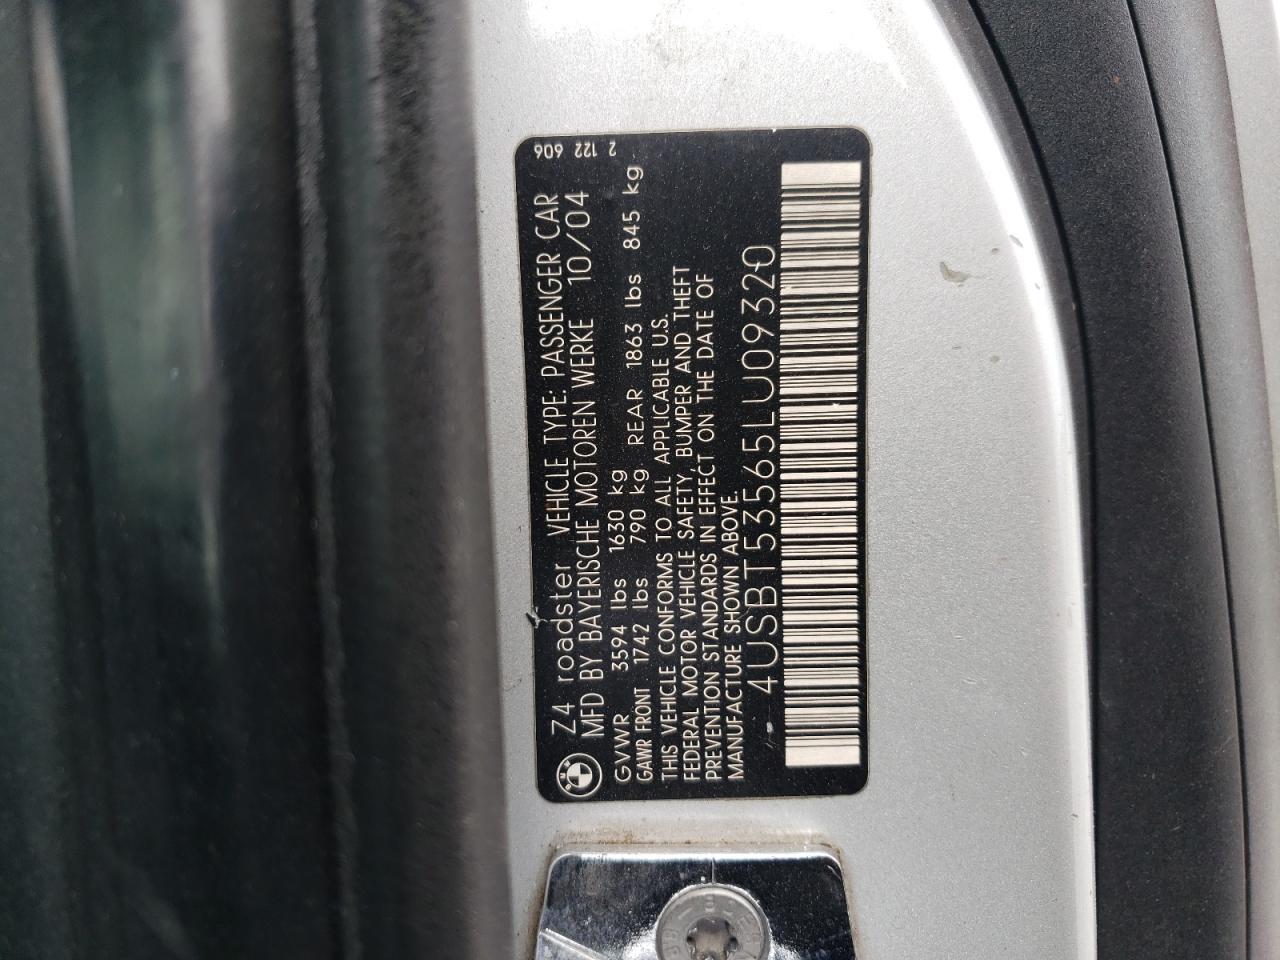 Z4 roadster VEHICLE TYPE: PASSENGER CAR
MFD BY BAYERISCHE MOTOREN WERKE 10/04
GVWR 3594 lbs 1630 kg
GAWR FRONT 1742 lbs 790 kg REAR 1863 lbs 845 kg
THIS VEHICLE CONFORMS TO ALL APPLICABLE U.S.
FEDERAL MOTOR VEHICLE SAFETY, BUMPER AND THEFT
PREVENTION STANDARDS IN EFFECT ON THE DATE OF
MANUFACTURE SHOWN ABOVE.
4USBT53565LU09320
2 122 606
BMW